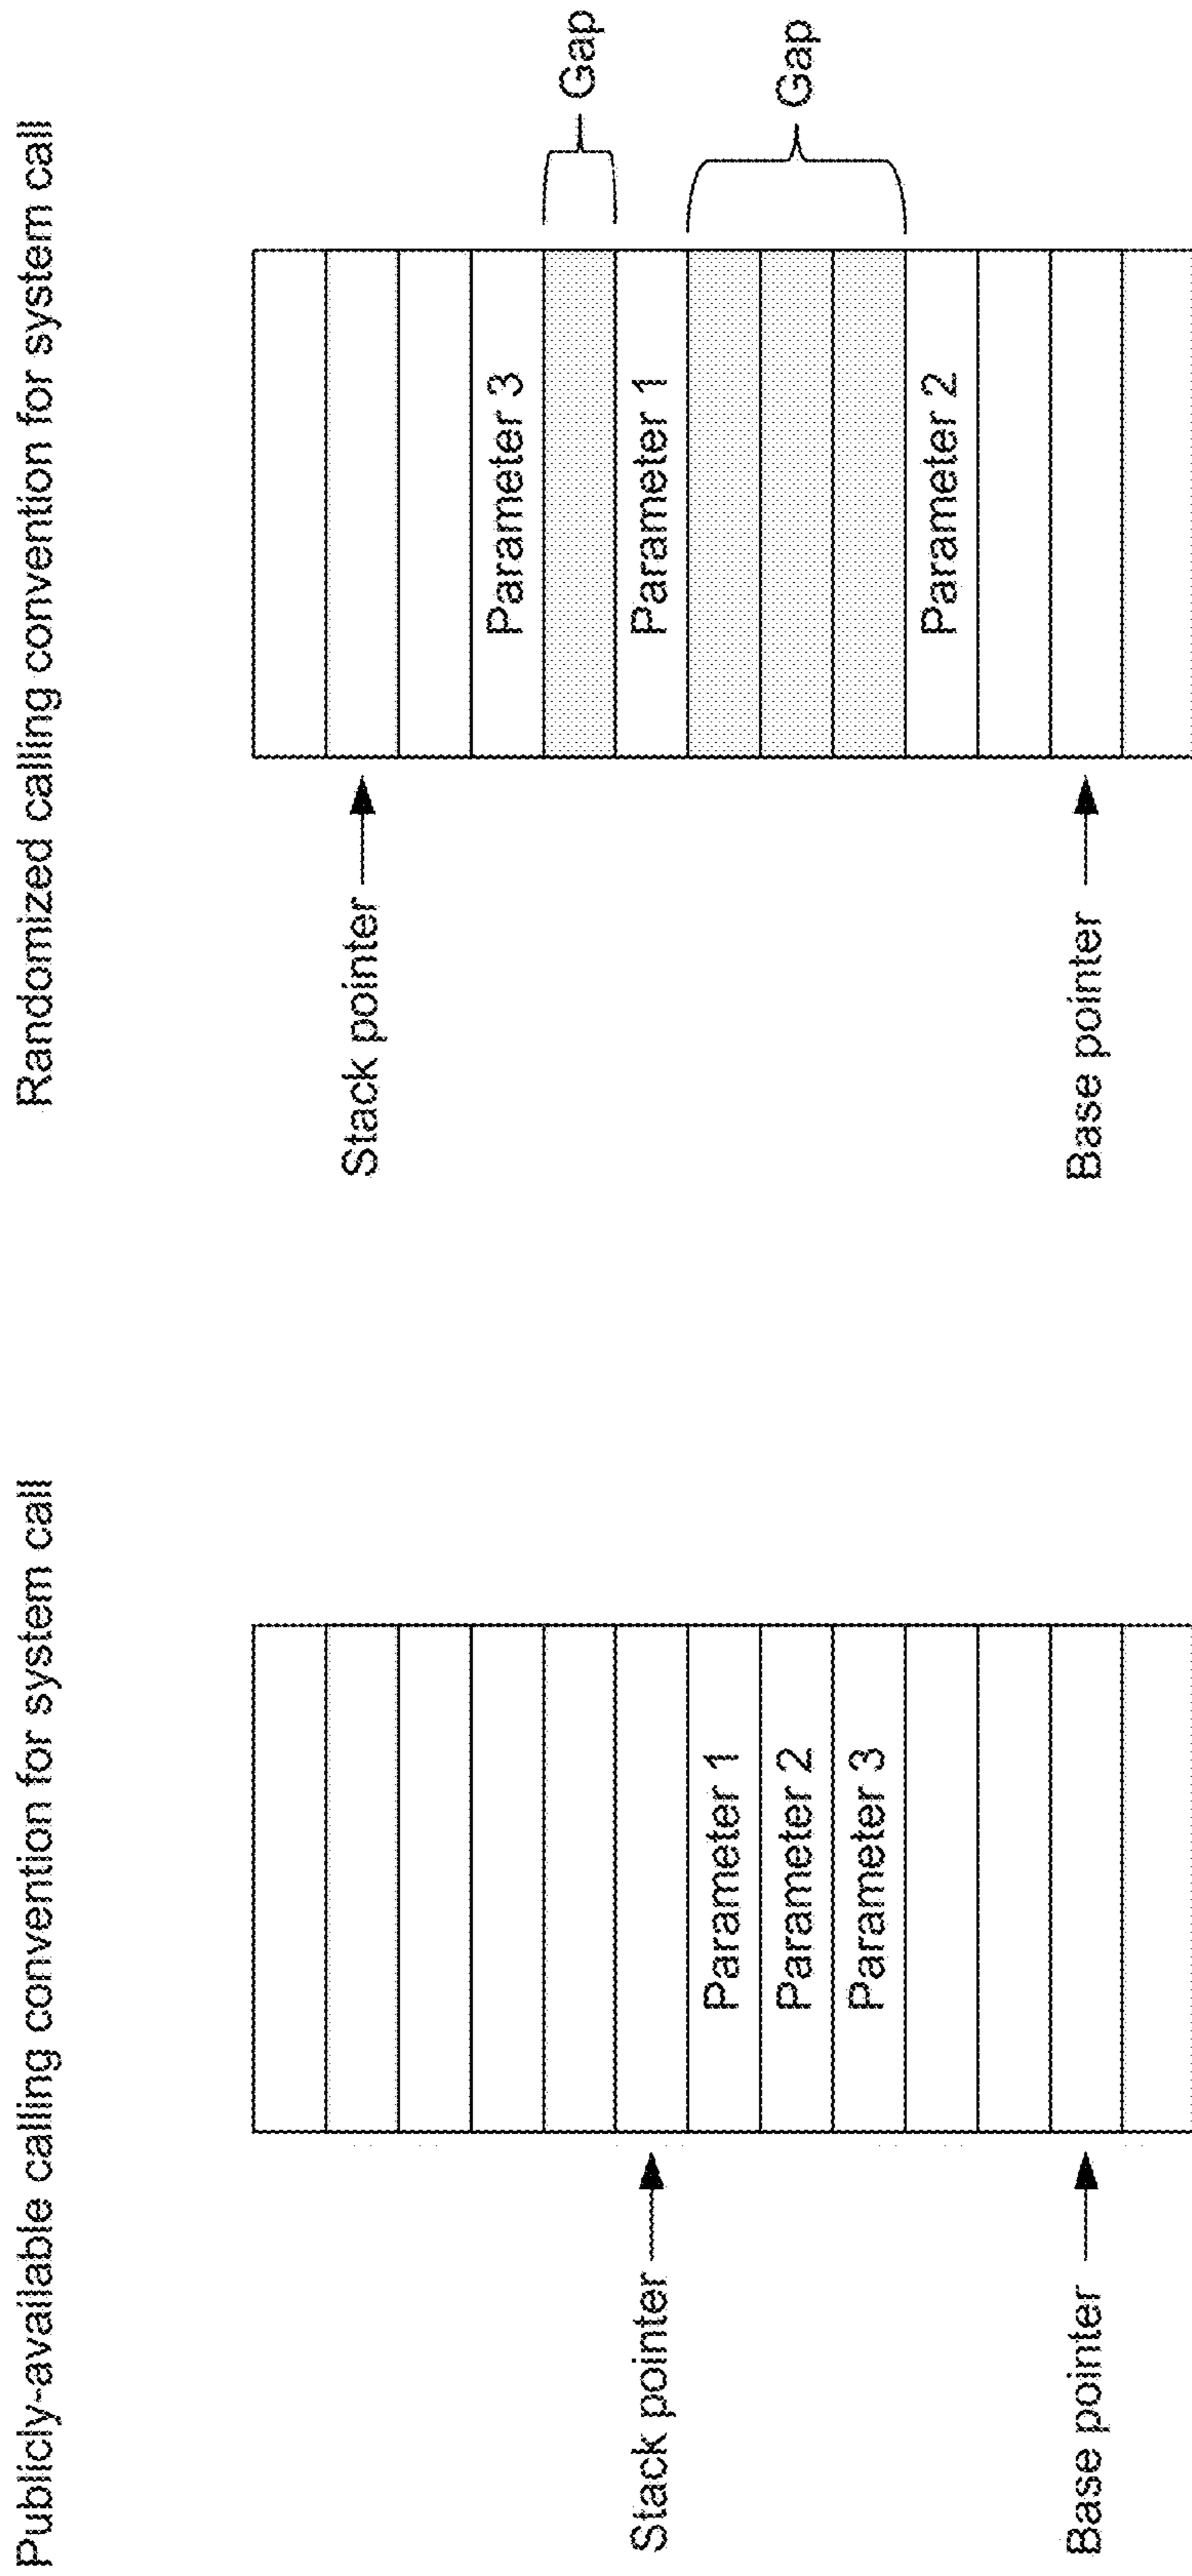 Publicly-available calling convention for system call
Stack pointer
Parameter 1
Parameter 2
Parameter 3
Base pointer
Randomized calling convention for system call
Stack pointer
Parameter 3
Gap
Parameter 1
Gap
Parameter 2
Base pointer